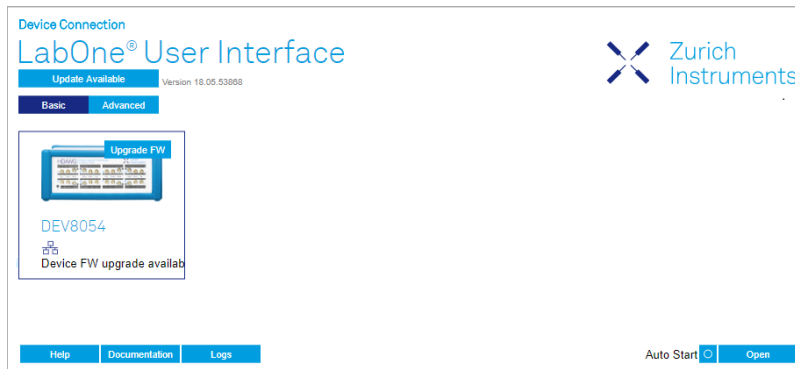 Device Connection
LabOne® User Interface
Update Available
Version 18.05.53868
Basic
Advanced
Zurich
Instruments
Upgrade FW
HDAWG
DEV8054
Device FW upgrade availab
Help
Documentation
Logs
Auto Start
Open